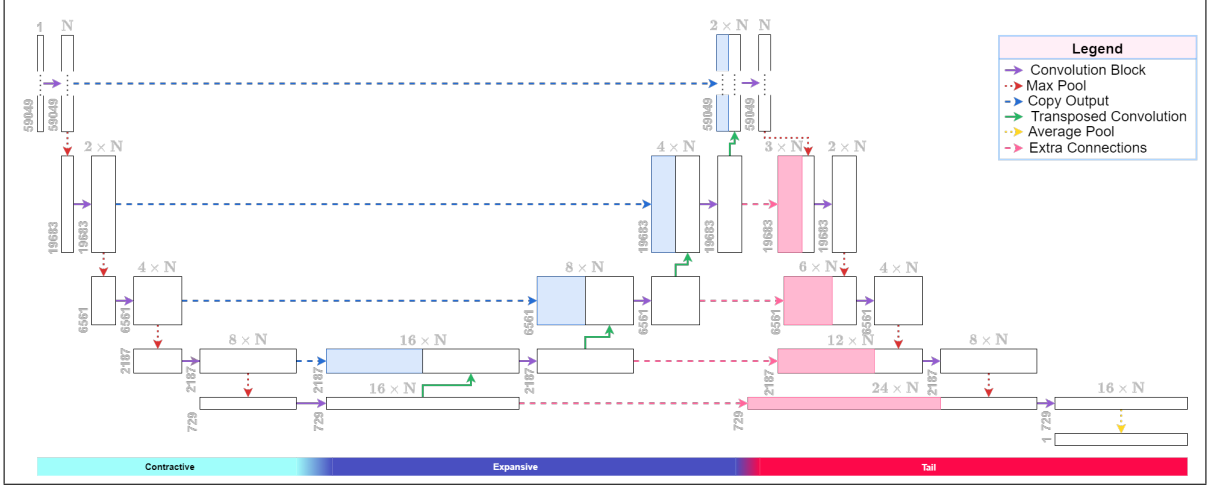 1 N 2 × N N
59049 59049 59049 59049
Legend
Convolution Block
Max Pool
Copy Output
Transposed Convolution
Average Pool
Extra Connections
2 × N 4 × N 3 × N 2 × N
19683 19683 19683 19683 19683 19683
4 × N 8 × N 6 × N 4 × N
6561 6561 6561 6561 6561 6561
8 × N 16 × N 12 × N 8 × N
2187 2187 2187 2187 2187 2187
16 × N 24 × N 16 × N
729 729 729 729
1
Contractive Expansive Tail